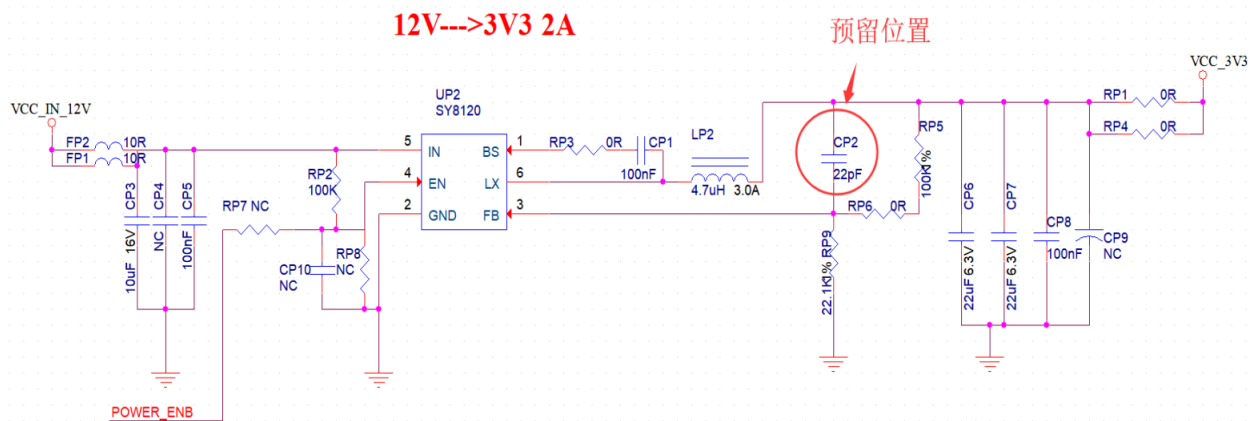 12V--->3V3 2A
预留位置
VCC_3V3
VCC_IN_12V
UP2
SY8120
FP2 10R
FP1 10R
5 IN
4 EN
2 GND
BS 1
LX 6
FB 3
RP3 0R
CP1
100nF
LP2
4.7uH 3.0A
CP2
22pF
RP5
100K1%
RP6 0R
RP9
22.1K1%
RP1 0R
RP4 0R
CP6
22uF 6.3V
CP7
22uF 6.3V
CP8
100nF
CP9
NC
CP3
10uF 16V
CP4
NC
CP5
100nF
RP2
100K
RP7 NC
CP10
NC
RP8
NC
POWER_ENB